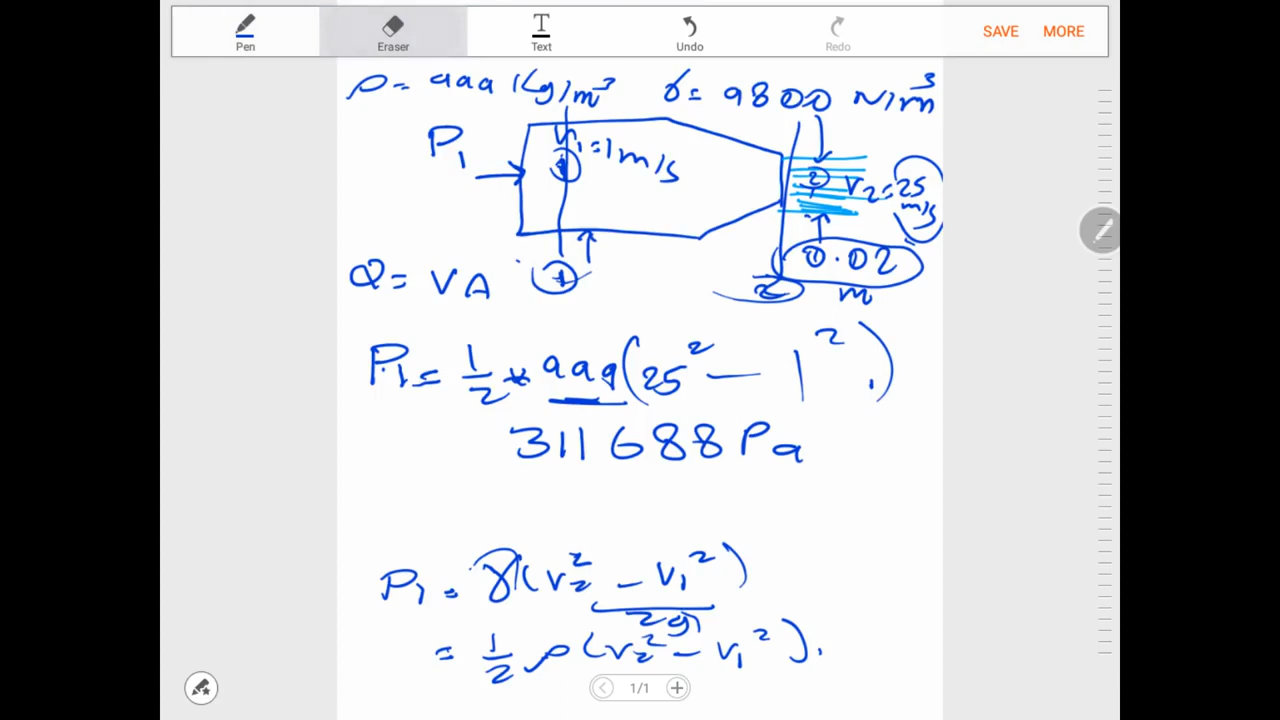 Pen Eraser Text Undo Redo SAVE MORE
ρ = 999 Kg/m³ γ = 9800 N/m³
P₁ V₁ = 1 m/s
1 2 V₂ = 25 m/s
Q = VA 1 0.02
2 m
P₁ = 1/2 * 999 (25² - 1²)
311688 Pa
P₁ = γ(V₂² - V₁²)
2g
= 1/2 ρ (V₂² - V₁²).
1/1